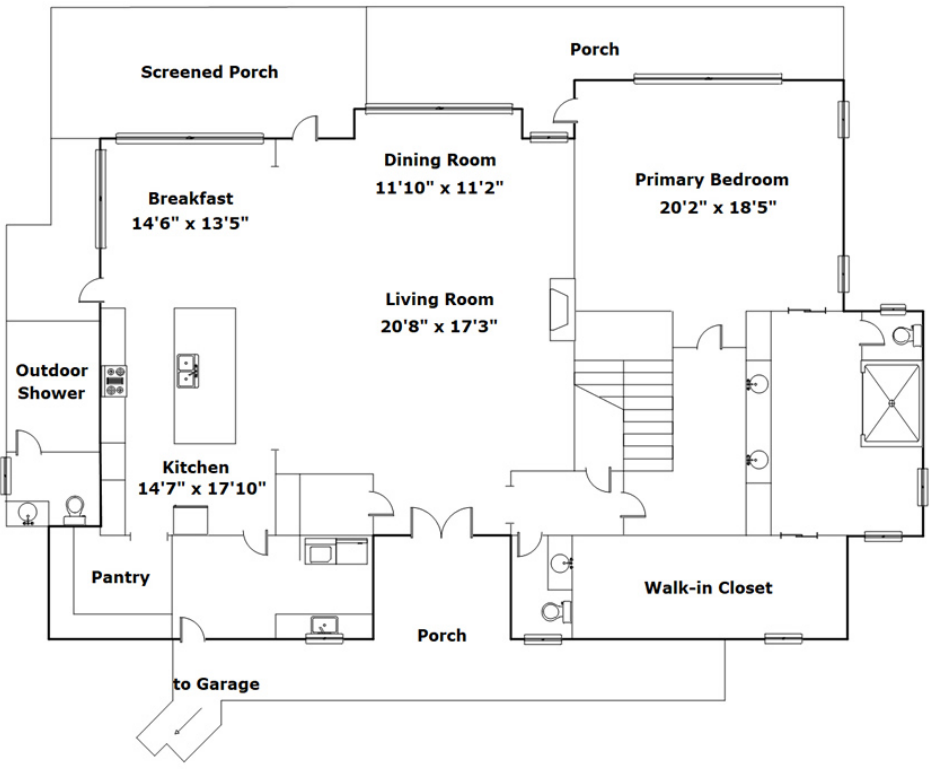 Porch
Screened Porch
Dining Room
11'10" x 11'2"
Primary Bedroom
20'2" x 18'5"
Breakfast
14'6" x 13'5"
Living Room
20'8" x 17'3"
Outdoor
Shower
Kitchen
14'7" x 17'10"
Pantry
Walk-in Closet
Porch
to Garage